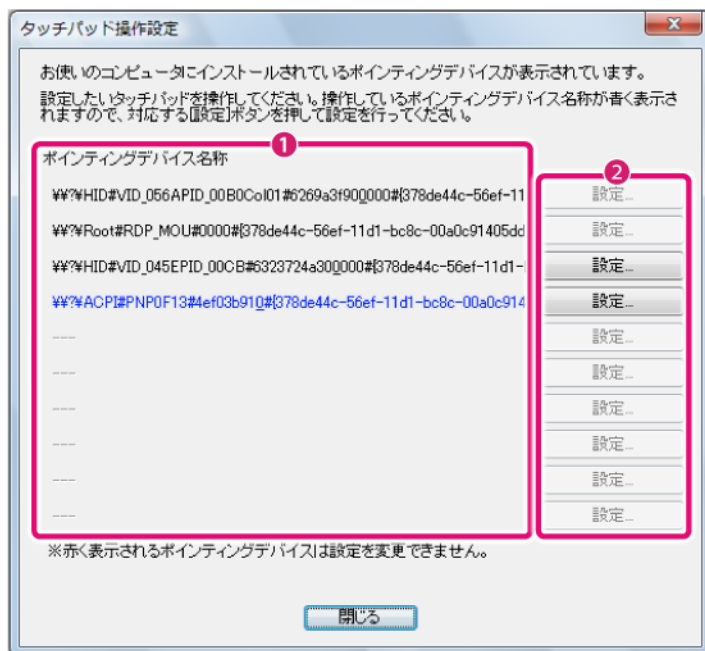 タッチパッド操作設定
お使いのコンピュータにインストールされているポインティングデバイスが表示されています。
設定したいタッチパッドを操作してください。操作しているポインティングデバイス名称が青く表示さ
れますので、対応する[設定]ボタンを押して設定を行ってください。
1
ポインティングデバイス名称
2
¥¥?¥HID#VID_056APID_00B0Col01#6269a3f900000#{378de44c-56ef-11 設定...
¥¥?¥Root#RDP_MOU#0000#{378de44c-56ef-11d1-bc8c-00a0c91405dd 設定...
¥¥?¥HID#VID_045EPID_00CB#6323724a300000#{378de44c-56ef-11d1- 設定...
¥¥?¥ACPI#PNP0F13#4ef03b910#{378de44c-56ef-11d1-bc8c-00a0c914 設定...
--- 設定...
--- 設定...
--- 設定...
--- 設定...
--- 設定...
--- 設定...
※赤く表示されるポインティングデバイスは設定を変更できません。
閉じる